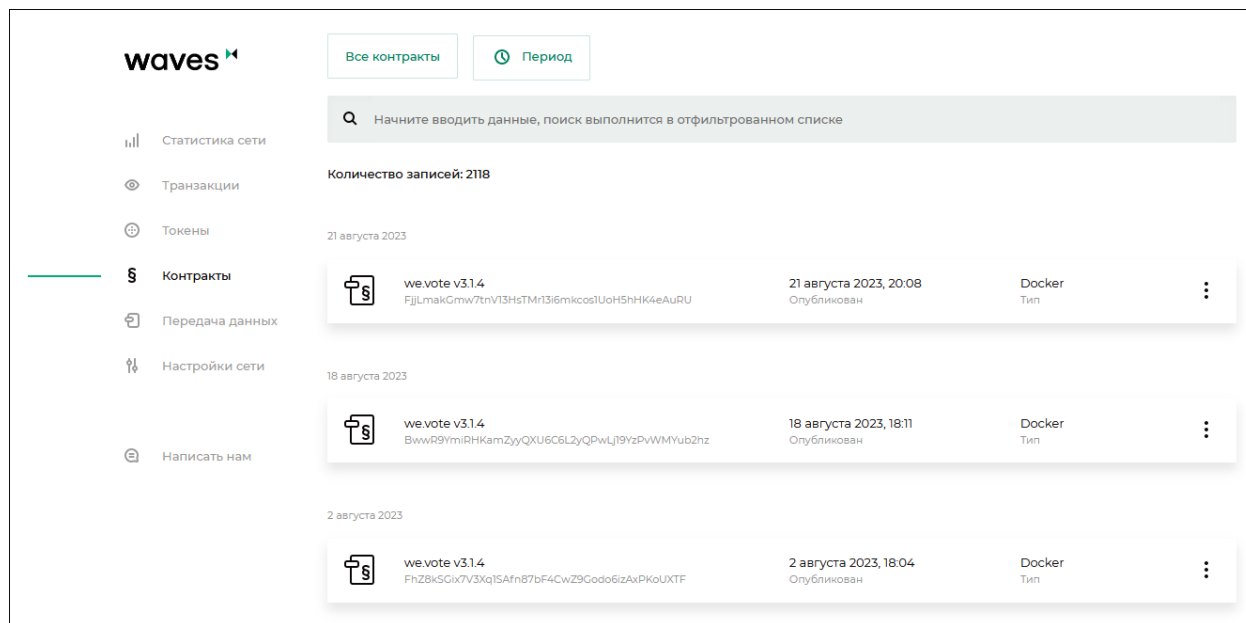 waves
Все контракты
Период
Начните вводить данные, поиск выполнится в отфильтрованном списке
Статистика сети
Транзакции
Токены
§ Контракты
Передача данных
Настройки сети
Написать нам
Количество записей: 2118
21 августа 2023
we.vote v3.1.4 21 августа 2023, 20:08 Docker
FjjLmakGmw7tnV13HsTMr13i6mkcos1UoH5hHK4eAuRU Опубликован Тип
18 августа 2023
we.vote v3.1.4 18 августа 2023, 18:11 Docker
BwwR9YmiRHKamZyyQXU6C6L2yQPwLj19YzPvWMYub2hz Опубликован Тип
2 августа 2023
we.vote v3.1.4 2 августа 2023, 18:04 Docker
FhZ8kSGix7V3Xq1SAfn87bF4CwZ9Godo6izAxPKoUXTF Опубликован Тип